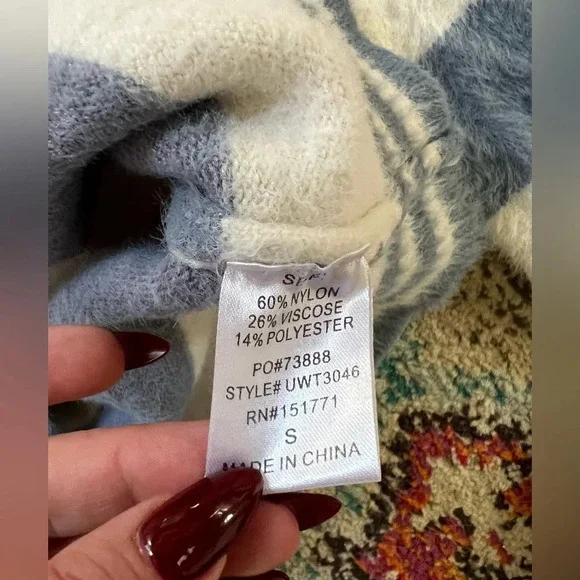 60% NYLON
26% VISCOSE
14% POLYESTER
PO#73888
STYLE# UWT3046
RN#151771
S
MADE IN CHINA